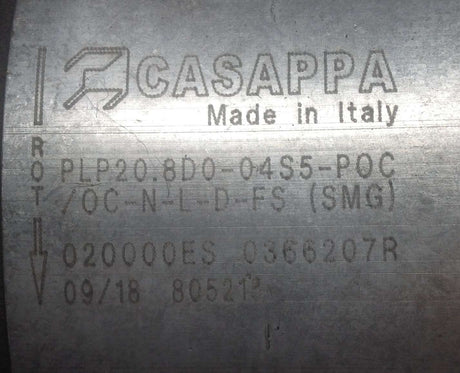 CASAPPA
Made in Italy
ROT
PLP20.8D0-04S5-POC
/OC-N-L-D-FS (SMG)
020000ES 0366207R
09/18